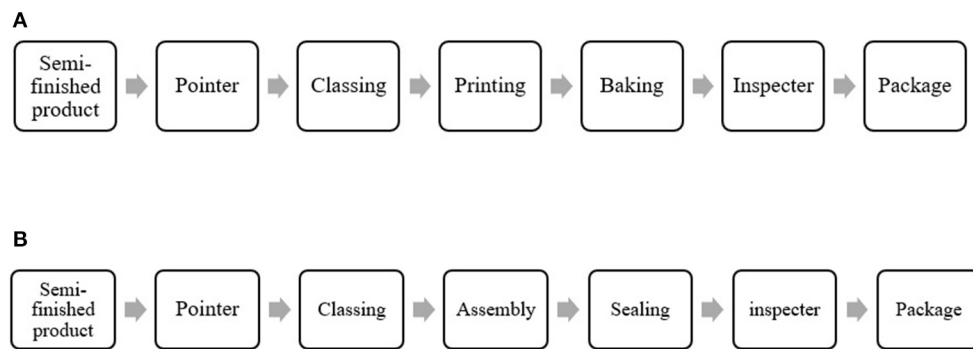 A
Semi-
finished
product
Pointer
Classing
Printing
Baking
Inspecter
Package
B
Semi-
finished
product
Pointer
Classing
Assembly
Sealing
inspecter
Package